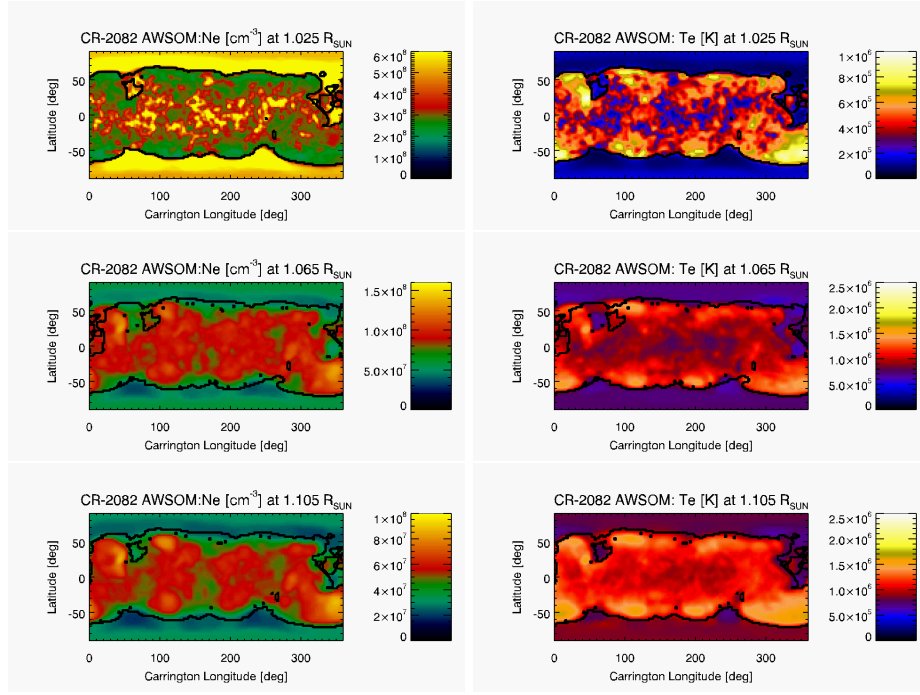 CR-2082 AWSOM:Ne [cm⁻³] at 1.025 R_SUN
6×10⁸
5×10⁸
4×10⁸
3×10⁸
2×10⁸
1×10⁸
0
Latitude [deg]
50
0
-50
0 100 200 300
Carrington Longitude [deg]
CR-2082 AWSOM: Te [K] at 1.025 R_SUN
1×10⁶
8×10⁵
6×10⁵
4×10⁵
2×10⁵
0
Latitude [deg]
50
0
-50
0 100 200 300
Carrington Longitude [deg]
CR-2082 AWSOM:Ne [cm⁻³] at 1.065 R_SUN
1.5×10⁸
1.0×10⁸
5.0×10⁷
0
Latitude [deg]
50
0
-50
0 100 200 300
Carrington Longitude [deg]
CR-2082 AWSOM: Te [K] at 1.065 R_SUN
2.5×10⁶
2.0×10⁶
1.5×10⁶
1.0×10⁶
5.0×10⁵
0
Latitude [deg]
50
0
-50
0 100 200 300
Carrington Longitude [deg]
CR-2082 AWSOM:Ne [cm⁻³] at 1.105 R_SUN
1×10⁸
8×10⁷
6×10⁷
4×10⁷
2×10⁷
0
Latitude [deg]
50
0
-50
0 100 200 300
Carrington Longitude [deg]
CR-2082 AWSOM: Te [K] at 1.105 R_SUN
2.5×10⁶
2.0×10⁶
1.5×10⁶
1.0×10⁶
5.0×10⁵
0
Latitude [deg]
50
0
-50
0 100 200 300
Carrington Longitude [deg]